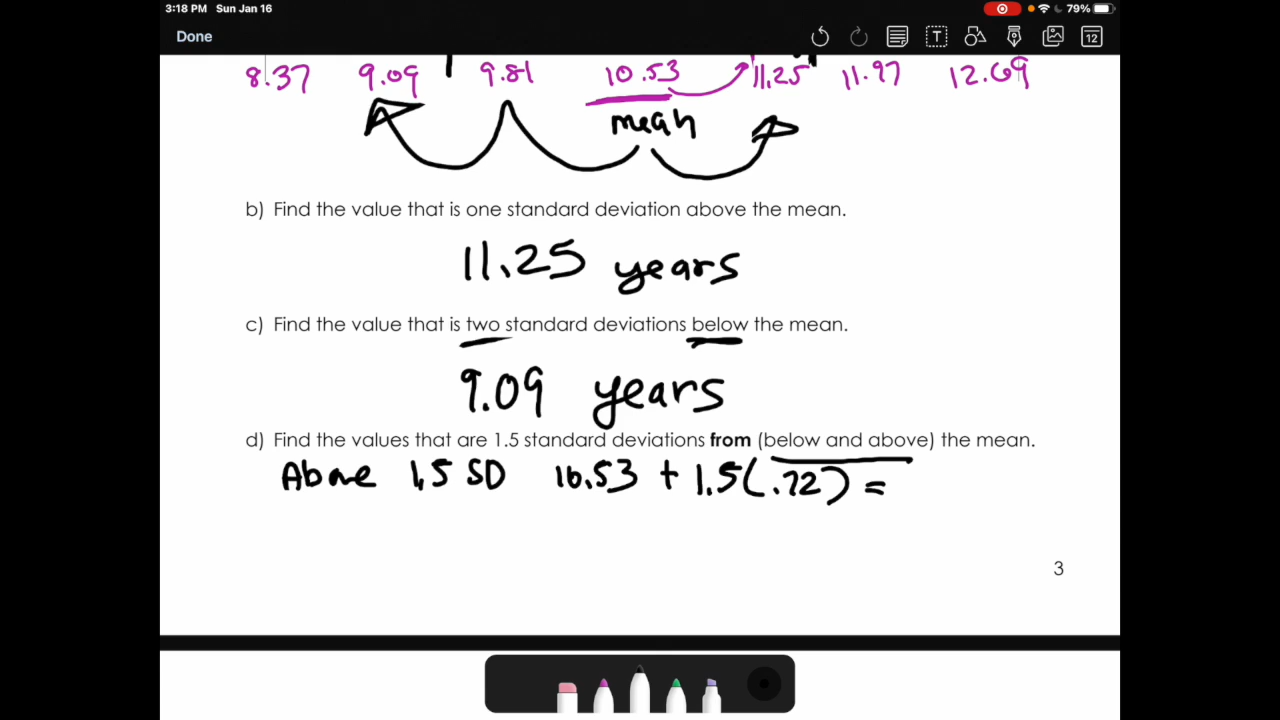 3:18 PM Sun Jan 16 79%
Done T 12
8.37 9.09 9.81 10.53 11.25 11.97 12.69
mean
b) Find the value that is one standard deviation above the mean.
11.25 years
c) Find the value that is two standard deviations below the mean.
9.09 years
d) Find the values that are 1.5 standard deviations from (below and above) the mean.
Above 1.5 SD 10.53 + 1.5(.72) =
3